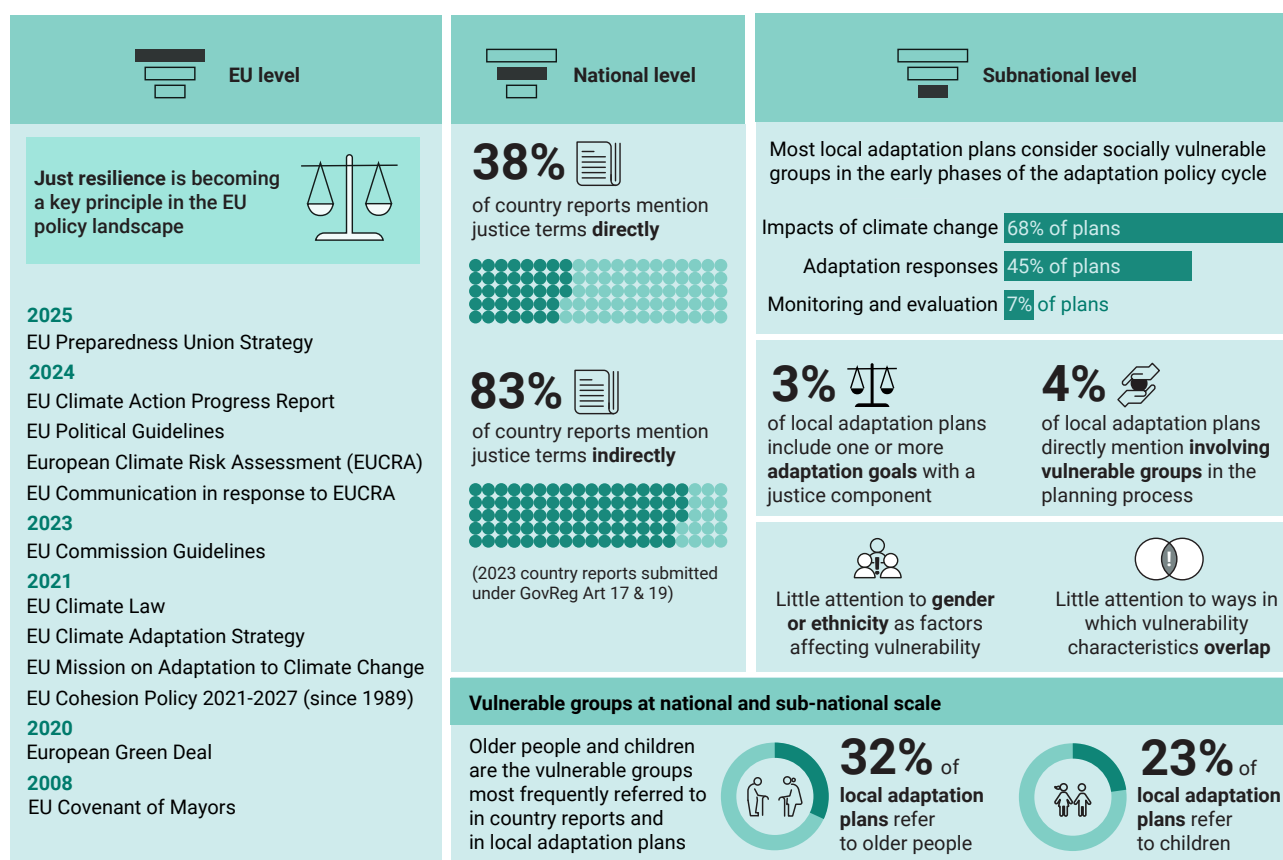 EU level
Just resilience is becoming
a key principle in the EU
policy landscape
2025
EU Preparedness Union Strategy
2024
EU Climate Action Progress Report
EU Political Guidelines
European Climate Risk Assessment (EUCRA)
EU Communication in response to EUCRA
2023
EU Commission Guidelines
2021
EU Climate Law
EU Climate Adaptation Strategy
EU Mission on Adaptation to Climate Change
EU Cohesion Policy 2021-2027 (since 1989)
2020
European Green Deal
2008
EU Covenant of Mayors
National level
38%
of country reports mention
justice terms directly
83%
of country reports mention
justice terms indirectly
(2023 country reports submitted
under GovReg Art 17 & 19)
Subnational level
Most local adaptation plans consider socially vulnerable
groups in the early phases of the adaptation policy cycle
Impacts of climate change 68% of plans
Adaptation responses 45% of plans
Monitoring and evaluation 7% of plans
3%
of local adaptation plans
include one or more
adaptation goals with a
justice component
4%
of local adaptation plans
directly mention involving
vulnerable groups in the
planning process
!
Little attention to gender
or ethnicity as factors
affecting vulnerability
!
Little attention to ways in
which vulnerability
characteristics overlap
Vulnerable groups at national and sub-national scale
Older people and children
are the vulnerable groups
most frequently referred to
in country reports and
in local adaptation plans
32% of
local adaptation
plans refer
to older people
23% of
local adaptation
plans refer
to children